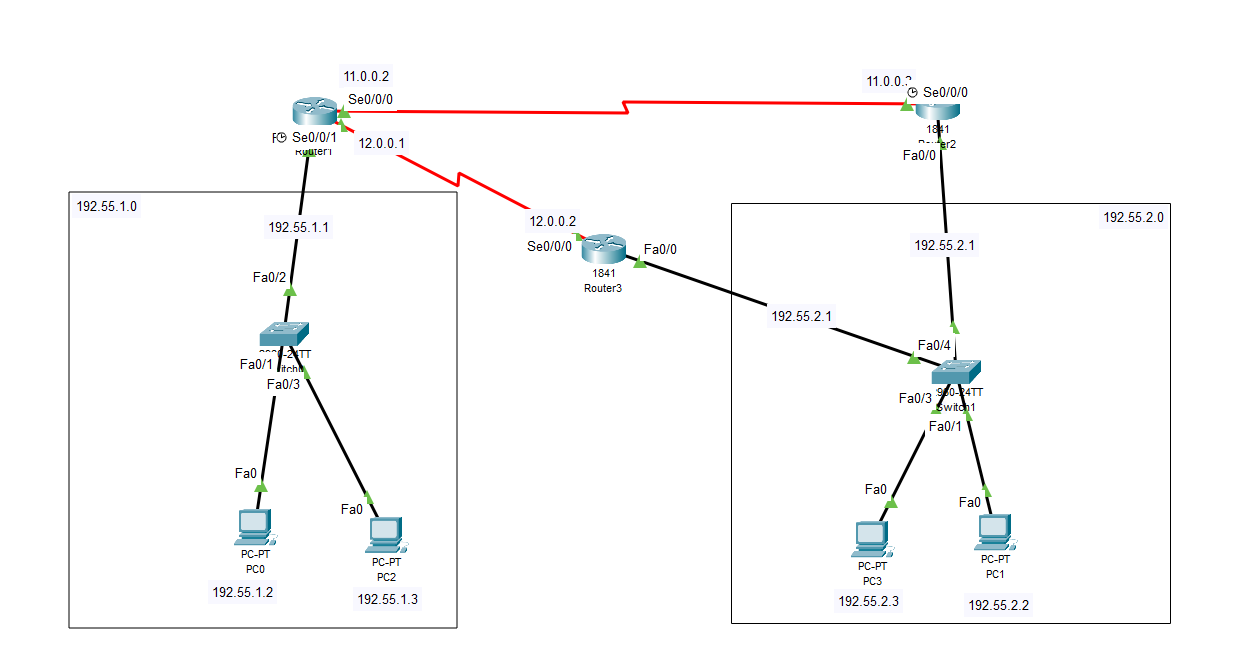 11.0.0.2
Se0/0/0
Se0/0/1
Router1
12.0.0.1
11.0.0.
Se0/0/0
1841
Router2
Fa0/0
192.55.1.0
192.55.1.1
Fa0/2
Fa0/1
Fa0/3
Fa0
Fa0
PC-PT
PC0
192.55.1.2
PC-PT
PC2
192.55.1.3
12.0.0.2
Se0/0/0
Fa0/0
1841
Router3
192.55.2.1
192.55.2.0
192.55.2.1
Fa0/4
Fa0/3
Switch1
Fa0/1
Fa0
Fa0
PC-PT
PC3
192.55.2.3
PC-PT
PC1
192.55.2.2